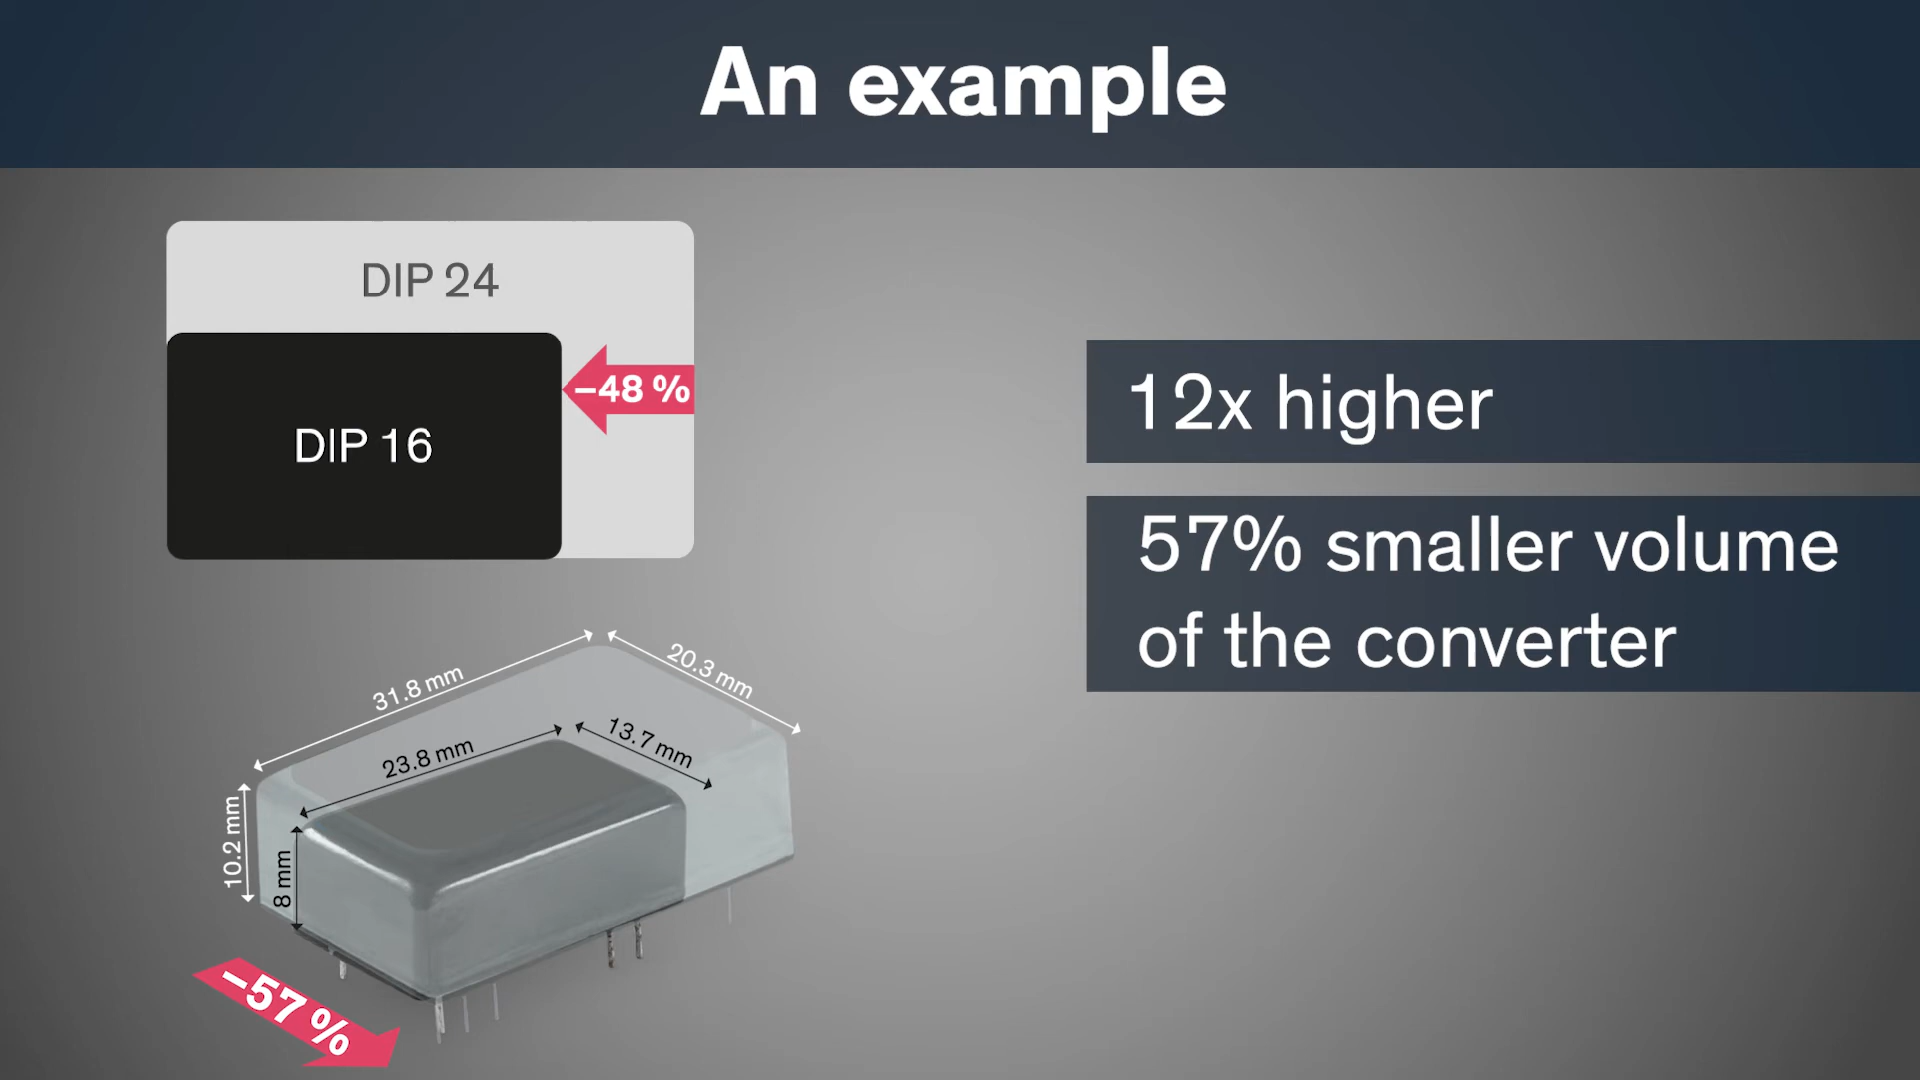 An example
DIP 24
–48 %
DIP 16
12x higher
57% smaller volume
of the converter
31.8 mm
20.3 mm
23.8 mm
13.7 mm
10.2 mm
8 mm
–57 %